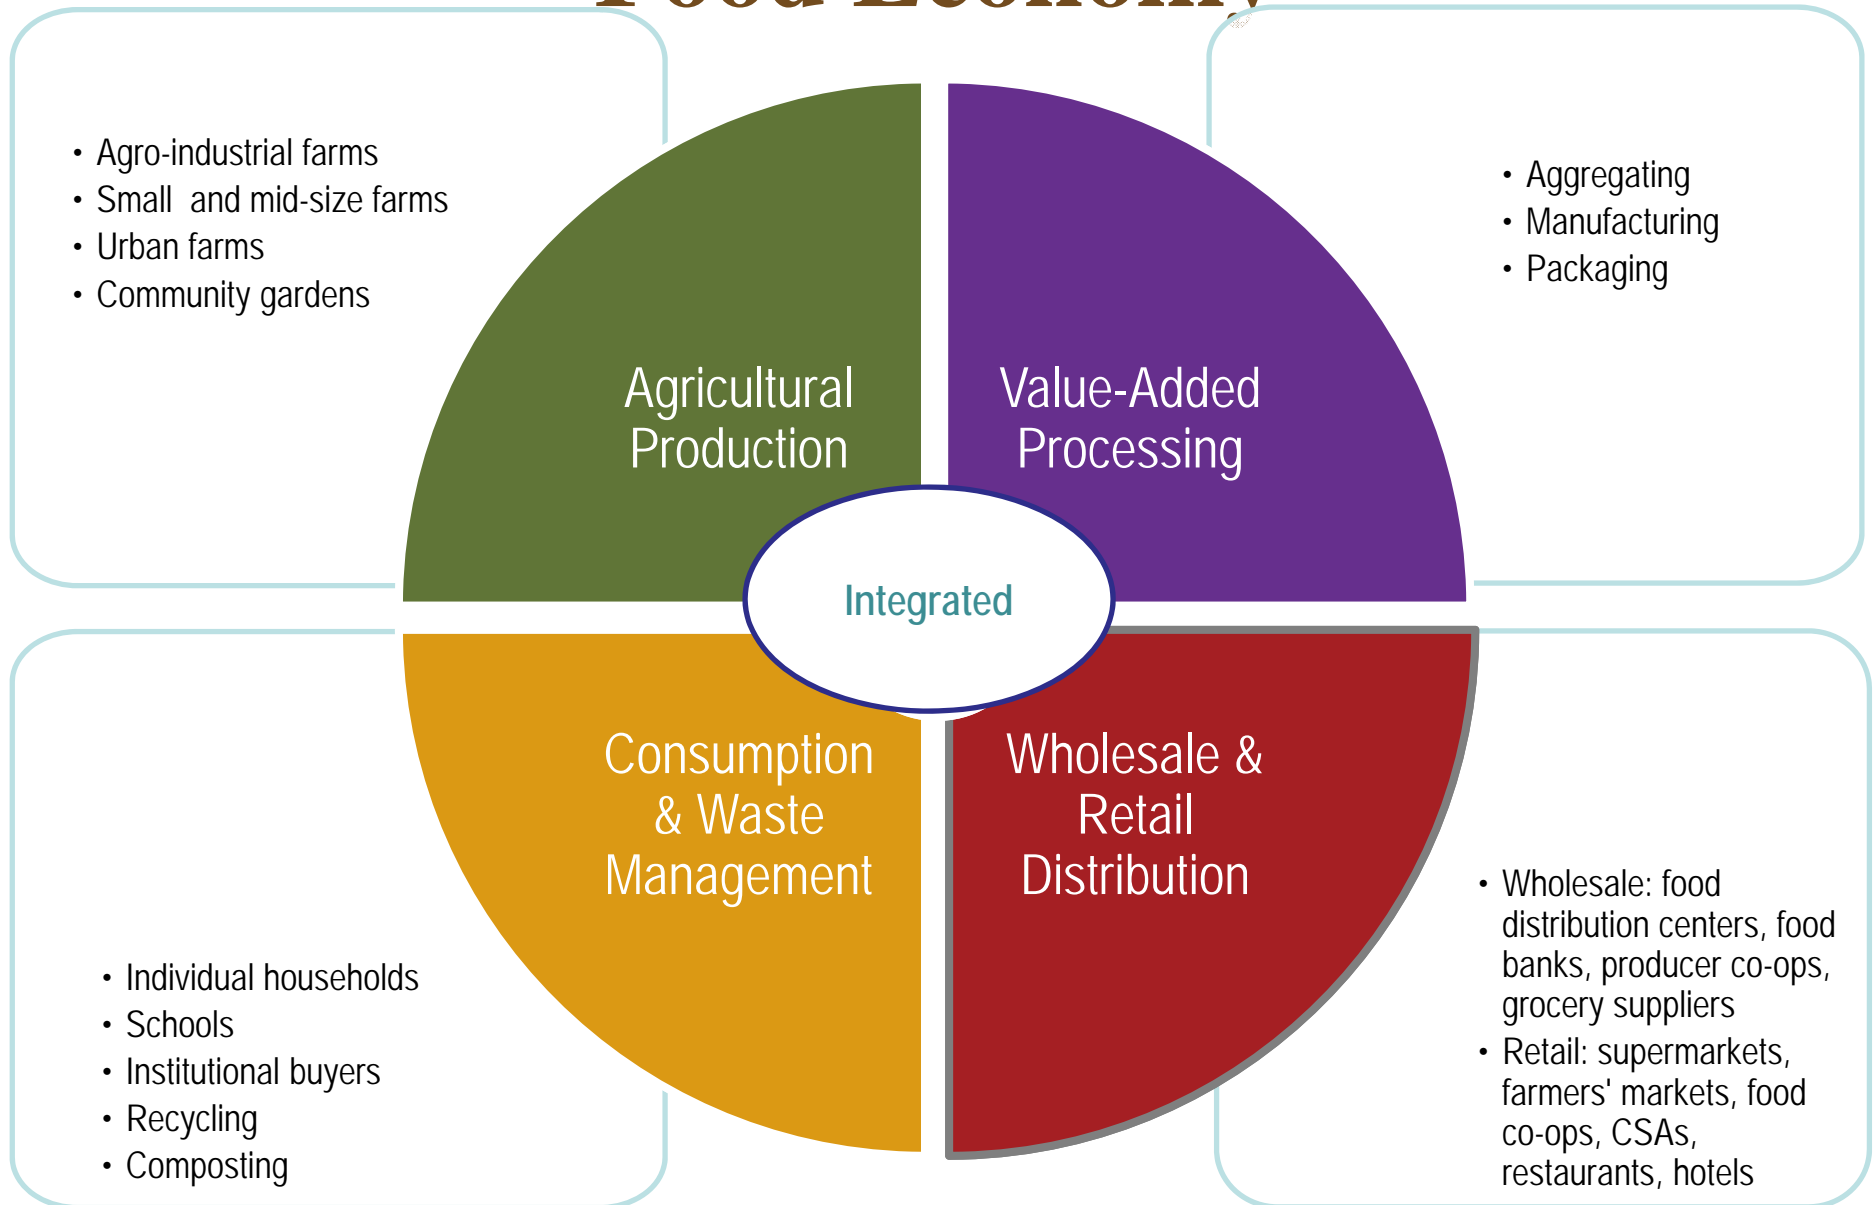 Food Economy
• Agro-industrial farms
• Small  and mid-size farms
• Urban farms
• Community gardens
• Aggregating
• Manufacturing
• Packaging
Agricultural
Production
Value-Added
Processing
Integrated
Consumption
& Waste
Management
Wholesale &
Retail
Distribution
• Individual households
• Schools
• Institutional buyers
• Recycling
• Composting
• Wholesale: food
distribution centers, food
banks, producer co-ops,
grocery suppliers
• Retail: supermarkets,
farmers' markets, food
co-ops, CSAs,
restaurants, hotels